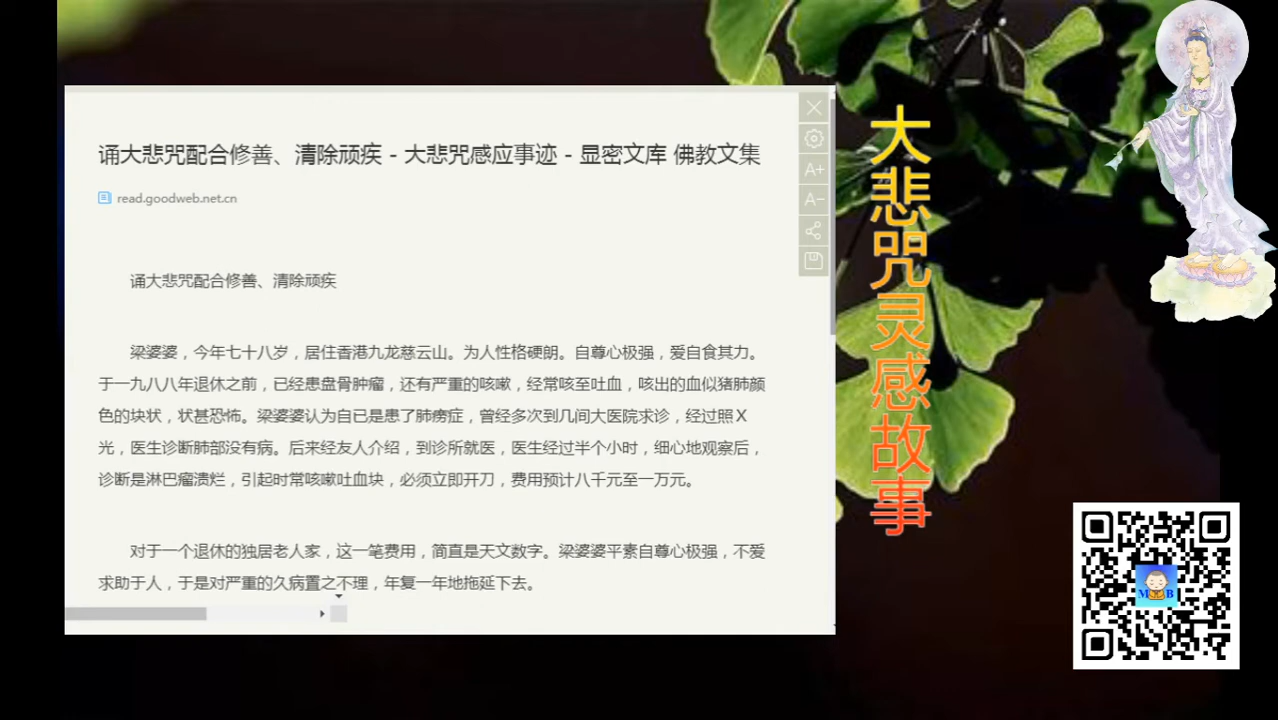 诵大悲咒配合修善、清除顽疾 - 大悲咒感应事迹 - 显密文库 佛教文集
read.goodweb.net.cn
诵大悲咒配合修善、清除顽疾
梁婆婆，今年七十八岁，居住香港九龙慈云山。为人性格硬朗。自尊心极强，爱自食其力。
于一九八八年退休之前，已经患盘骨肿瘤，还有严重的咳嗽，经常咳至吐血，咳出的血似猪肺颜
色的块状，状甚恐怖。梁婆婆认为自已是患了肺痨症，曾经多次到几间大医院求诊，经过照Ｘ
光，医生诊断肺部没有病。后来经友人介绍，到诊所就医，医生经过半个小时，细心地观察后，
诊断是淋巴瘤溃烂，引起时常咳嗽吐血块，必须立即开刀，费用预计八千元至一万元。
对于一个退休的独居老人家，这一笔费用，简直是天文数字。梁婆婆平素自尊心极强，不爱
求助于人，于是对严重的久病置之不理，年复一年地拖延下去。
A+
A-
大悲咒灵感故事
M B